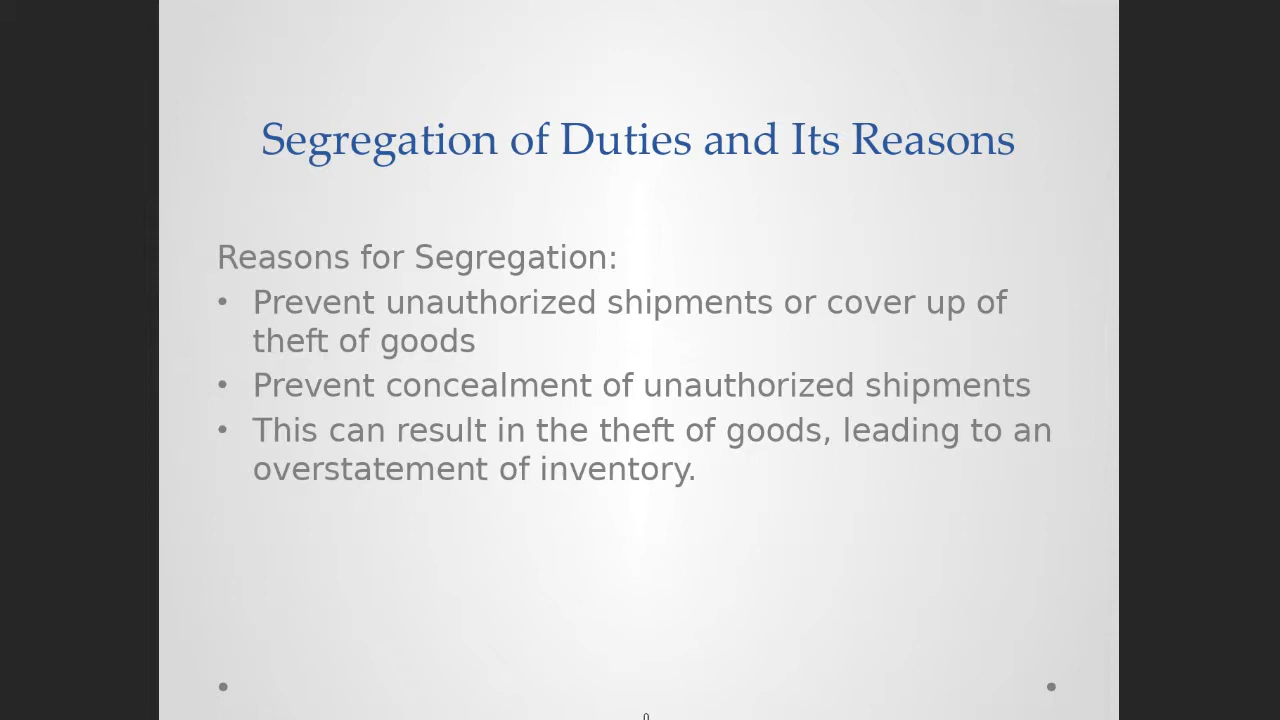 Segregation of Duties and Its Reasons
Reasons for Segregation:
• Prevent unauthorized shipments or cover up of
theft of goods
• Prevent concealment of unauthorized shipments
• This can result in the theft of goods, leading to an
overstatement of inventory.